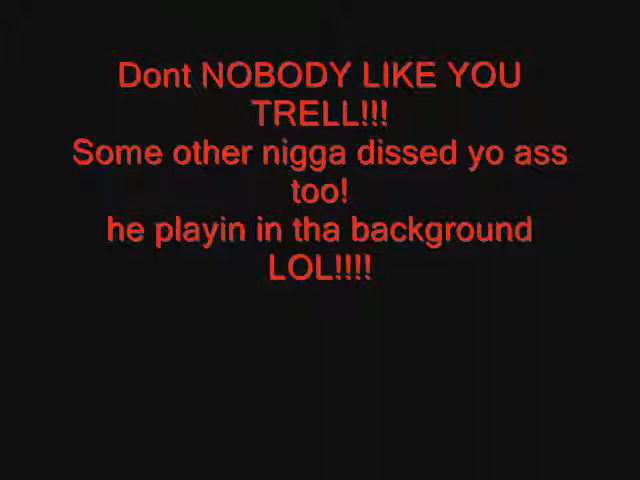 Dont NOBODY LIKE YOU
TRELL!!!
Some other nigga dissed yo ass
too!
he playin in tha background
LOL!!!!